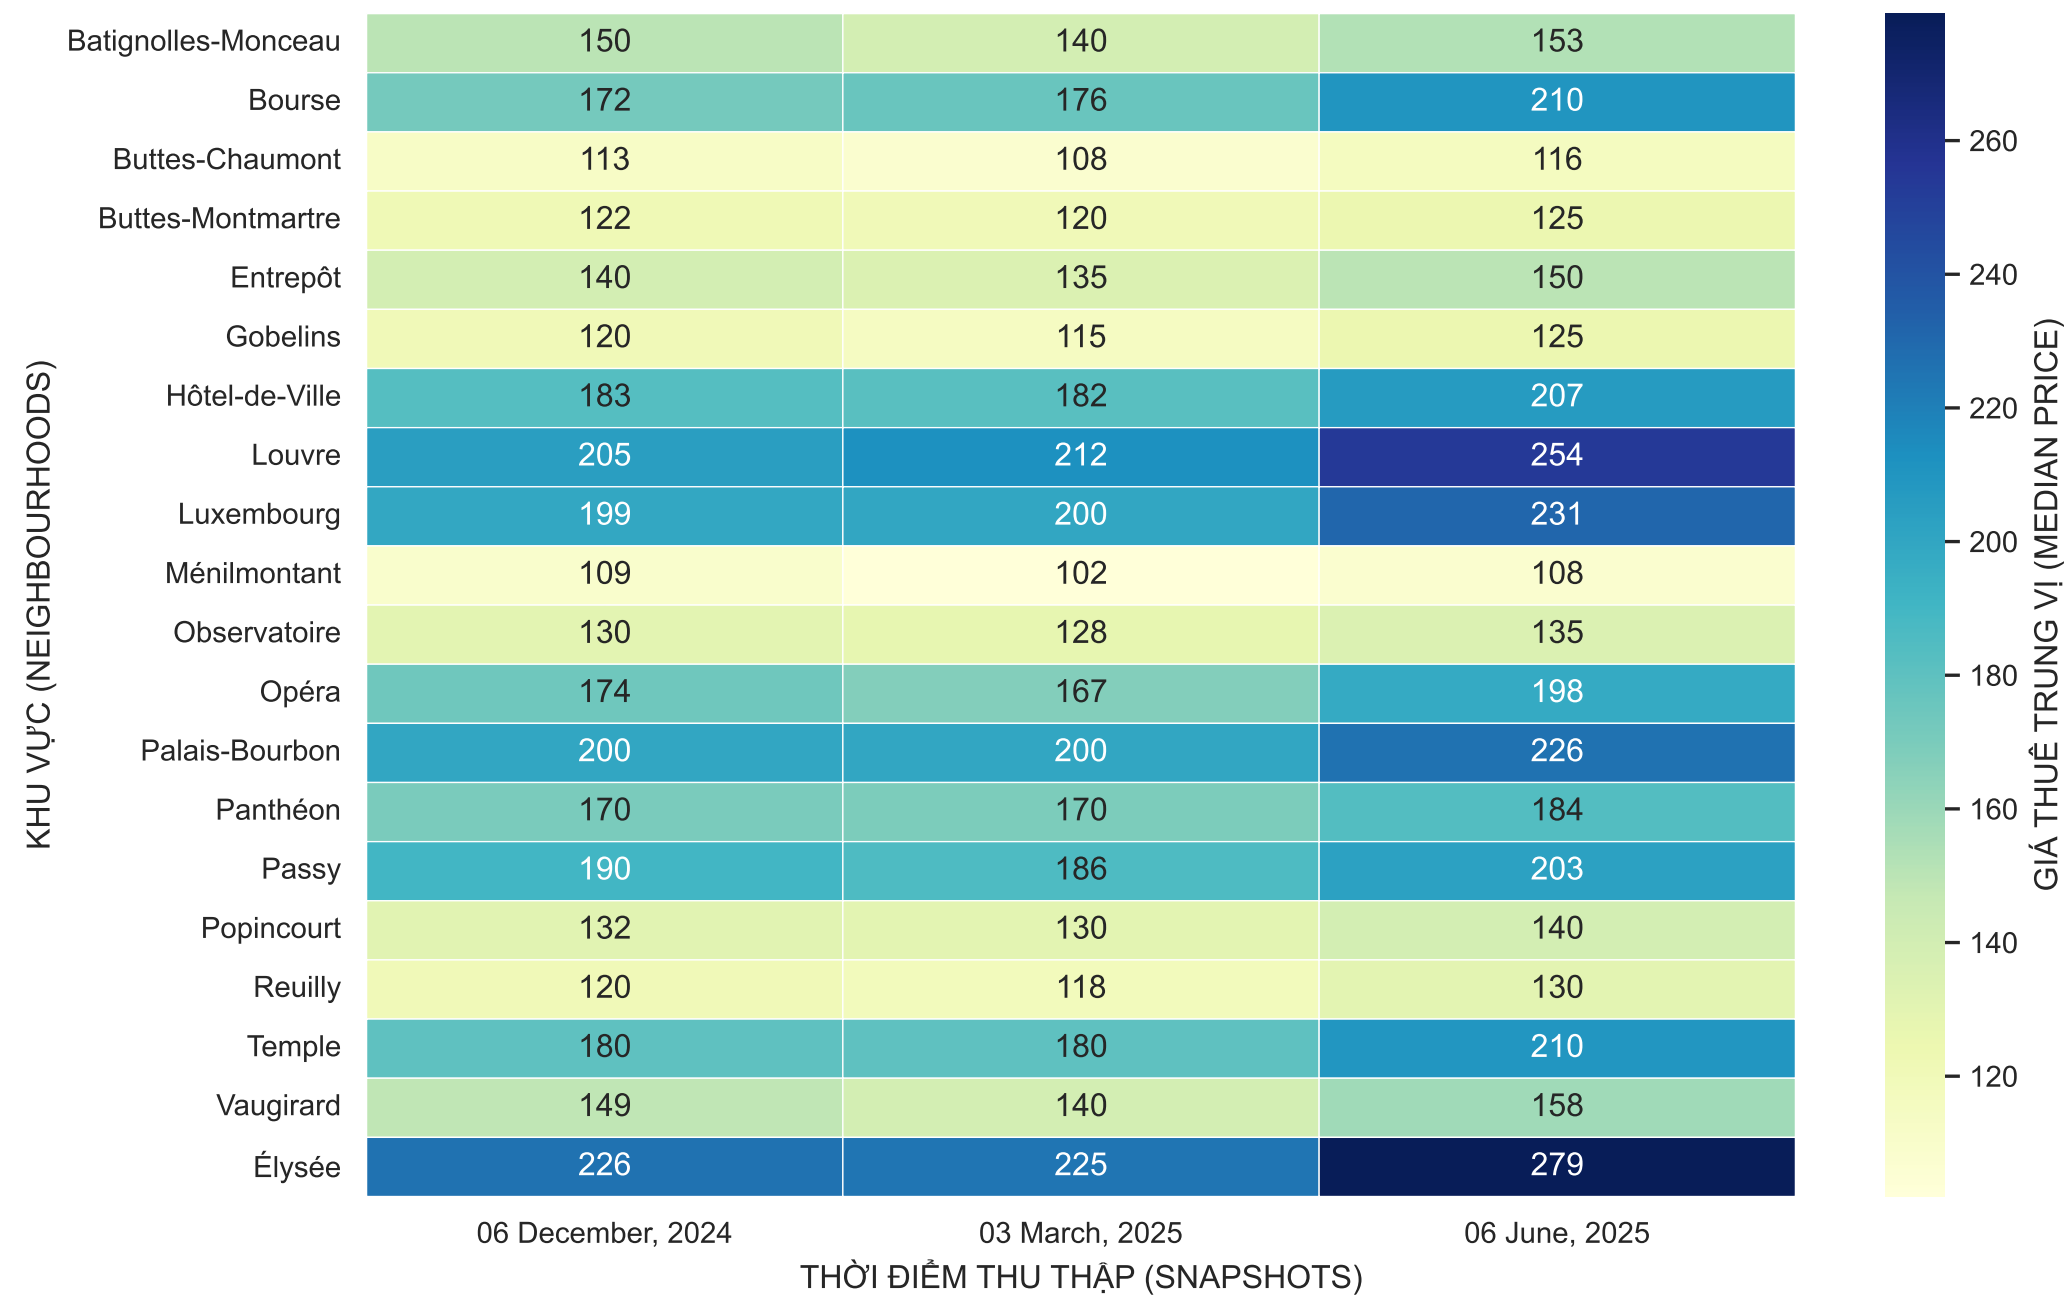 KHU VỰC (NEIGHBOURHOODS)
Batignolles-Monceau 150 140 153
Bourse 172 176 210
Buttes-Chaumont 113 108 116
Buttes-Montmartre 122 120 125
Entrepôt 140 135 150
Gobelins 120 115 125
Hôtel-de-Ville 183 182 207
Louvre 205 212 254
Luxembourg 199 200 231
Ménilmontant 109 102 108
Observatoire 130 128 135
Opéra 174 167 198
Palais-Bourbon 200 200 226
Panthéon 170 170 184
Passy 190 186 203
Popincourt 132 130 140
Reuilly 120 118 130
Temple 180 180 210
Vaugirard 149 140 158
Élysée 226 225 279
06 December, 2024 03 March, 2025 06 June, 2025
THỜI ĐIỂM THU THẬP (SNAPSHOTS)
260
240
220
200
180
160
140
120
GIÁ THUÊ TRUNG VỊ (MEDIAN PRICE)